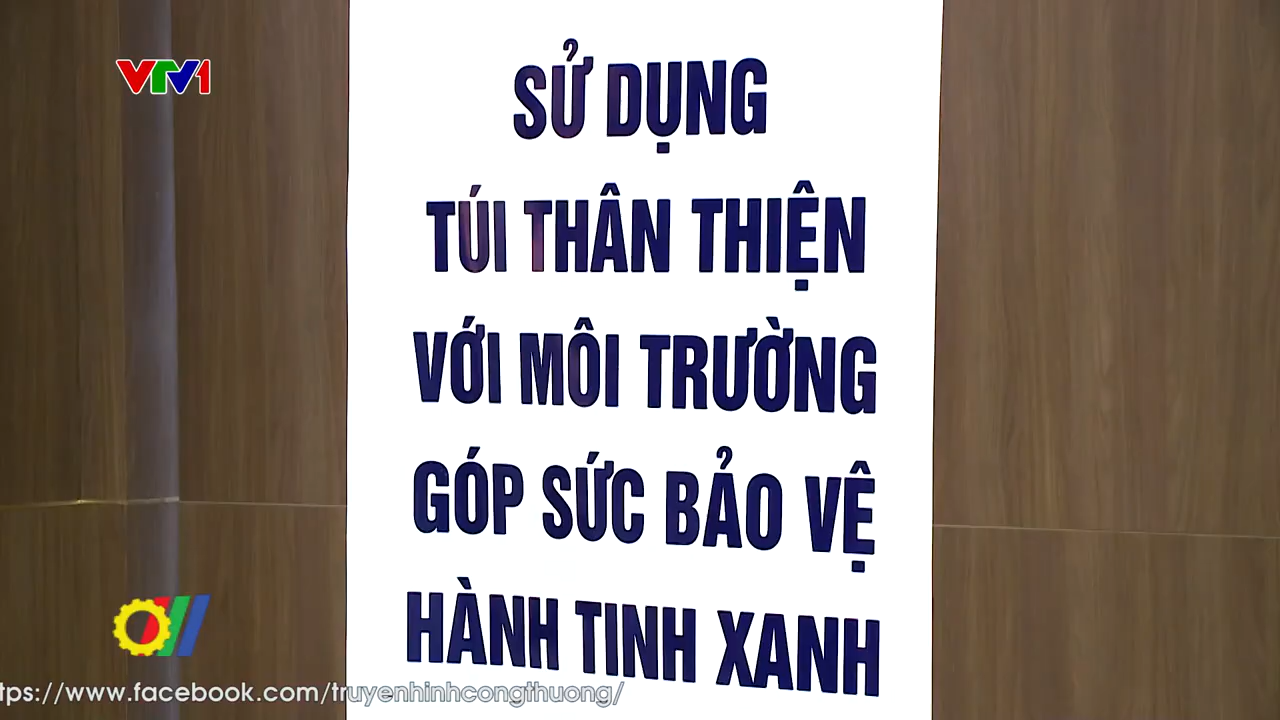 VTV1
SỬ DỤNG
TÚI THÂN THIỆN
VỚI MÔI TRƯỜNG
GÓP SỨC BẢO VỆ
HÀNH TINH XANH
ttps://www.facebook.com/truyenhinhcongthuong/